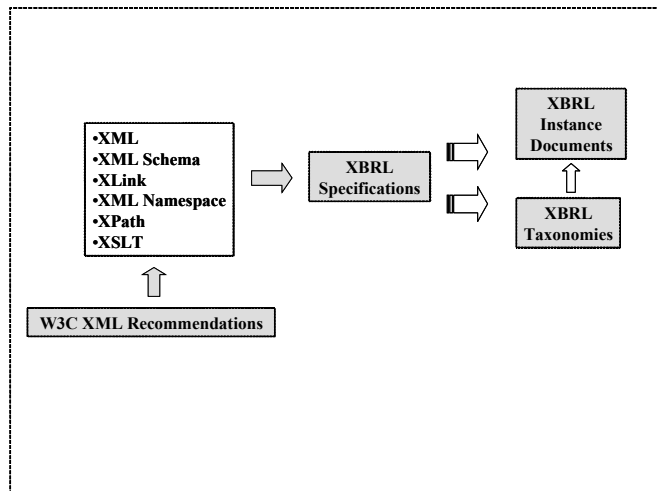 •XML
•XML Schema
•XLink
•XML Namespace
•XPath
•XSLT
W3C XML Recommendations
XBRL
Specifications
XBRL
Instance
Documents
XBRL
Taxonomies